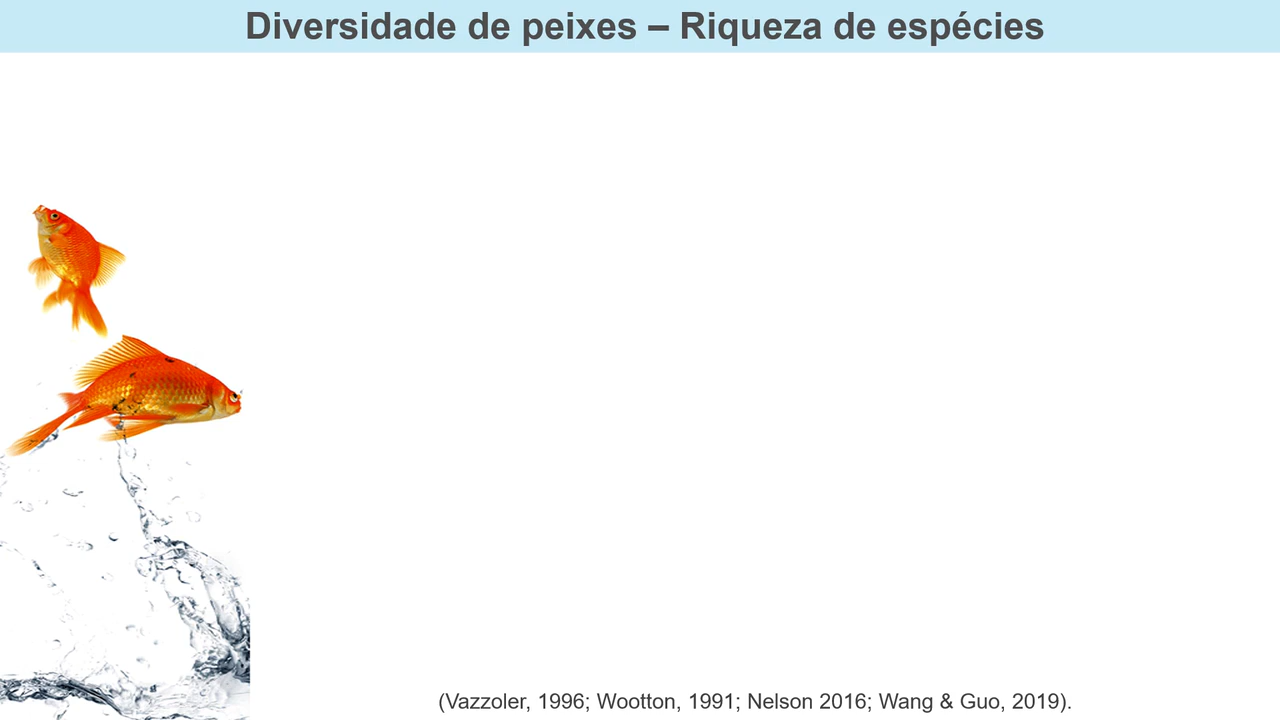 Diversidade de peixes – Riqueza de espécies
(Vazzoler, 1996; Wootton, 1991; Nelson 2016; Wang & Guo, 2019).